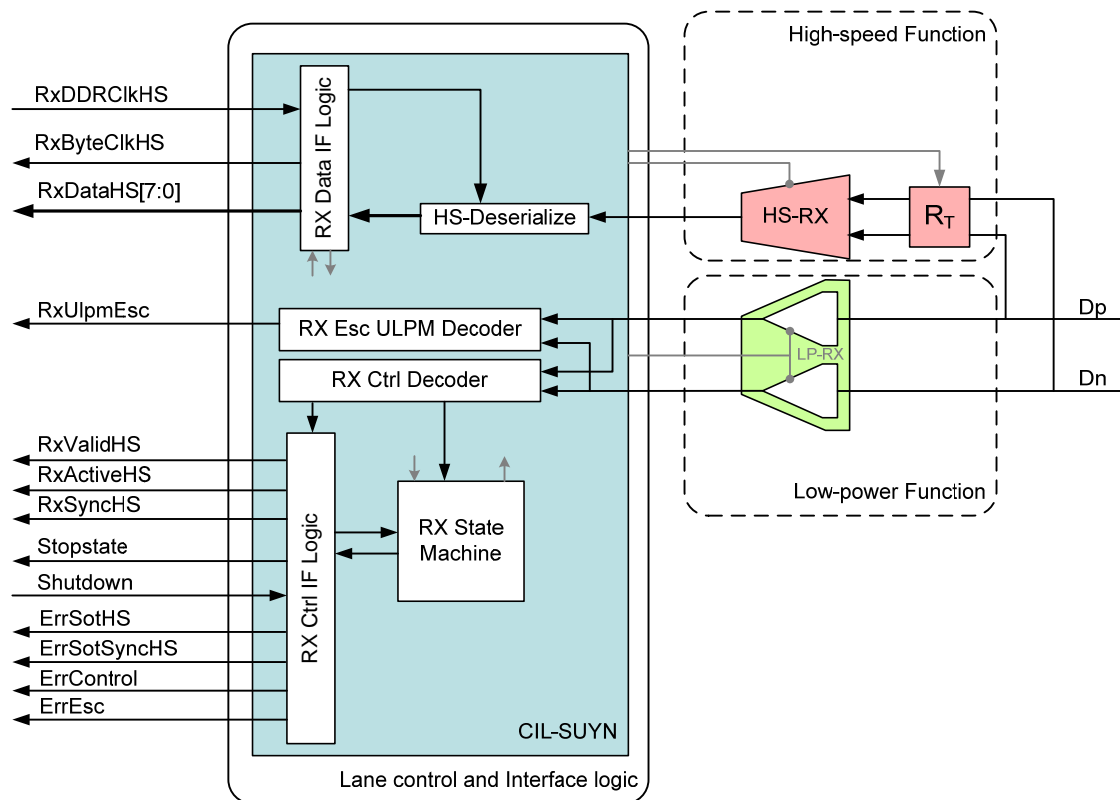 High-speed Function
RxDDRClkHS
RxByteClkHS
RxDataHS[7:0]
RX Data IF Logic
HS-Deserialize
HS-RX
RT
RxUlpmEsc
RX Esc ULPM Decoder
RX Ctrl Decoder
LP-RX
Dp
Dn
Low-power Function
RxValidHS
RxActiveHS
RxSyncHS
Stopstate
Shutdown
ErrSotHS
ErrSotSyncHS
ErrControl
ErrEsc
RX Ctrl IF Logic
RX State
Machine
CIL-SUYN
Lane control and Interface logic